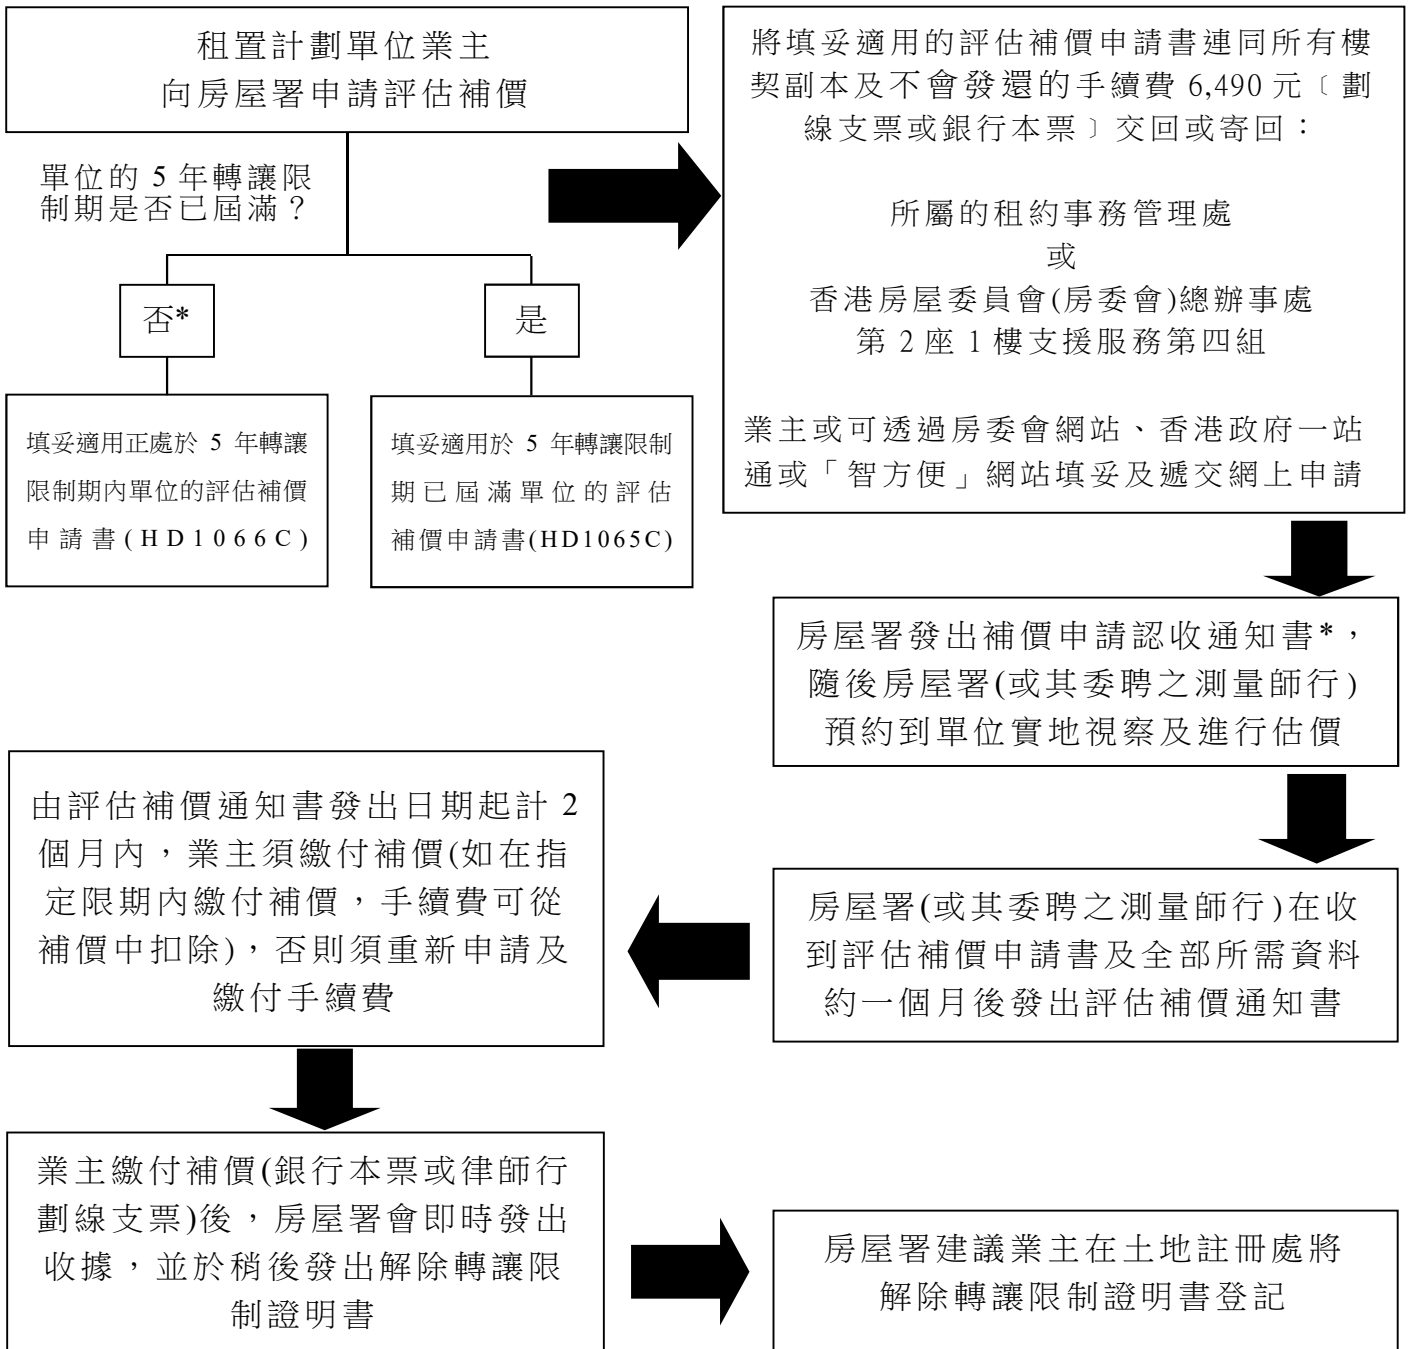 租置計劃單位業主
向房屋署申請評估補價
單位的 5 年轉讓限
制期是否已屆滿？
否*
是
填妥適用正處於 5 年轉讓
限制期內單位的評估補價
申請書(HD1066C)
填妥適用於 5 年轉讓限制
期已屆滿單位的評估
補價申請書(HD1065C)
將填妥適用的評估補價申請書連同所有樓
契副本及不會發還的手續費 6,490 元﹝劃
線支票或銀行本票﹞交回或寄回：
所屬的租約事務管理處
或
香港房屋委員會(房委會)總辦事處
第 2 座 1 樓支援服務第四組
業主或可透過房委會網站、香港政府一站
通或「智方便」網站填妥及遞交網上申請
房屋署發出補價申請認收通知書*，
隨後房屋署(或其委聘之測量師行)
預約到單位實地視察及進行估價
房屋署(或其委聘之測量師行)在收
到評估補價申請書及全部所需資料
約一個月後發出評估補價通知書
由評估補價通知書發出日期起計 2
個月內，業主須繳付補價(如在指
定限期內繳付補價，手續費可從
補價中扣除)，否則須重新申請及
繳付手續費
業主繳付補價(銀行本票或律師行
劃線支票)後，房屋署會即時發出
收據，並於稍後發出解除轉讓限
制證明書
房屋署建議業主在土地註冊處將
解除轉讓限制證明書登記